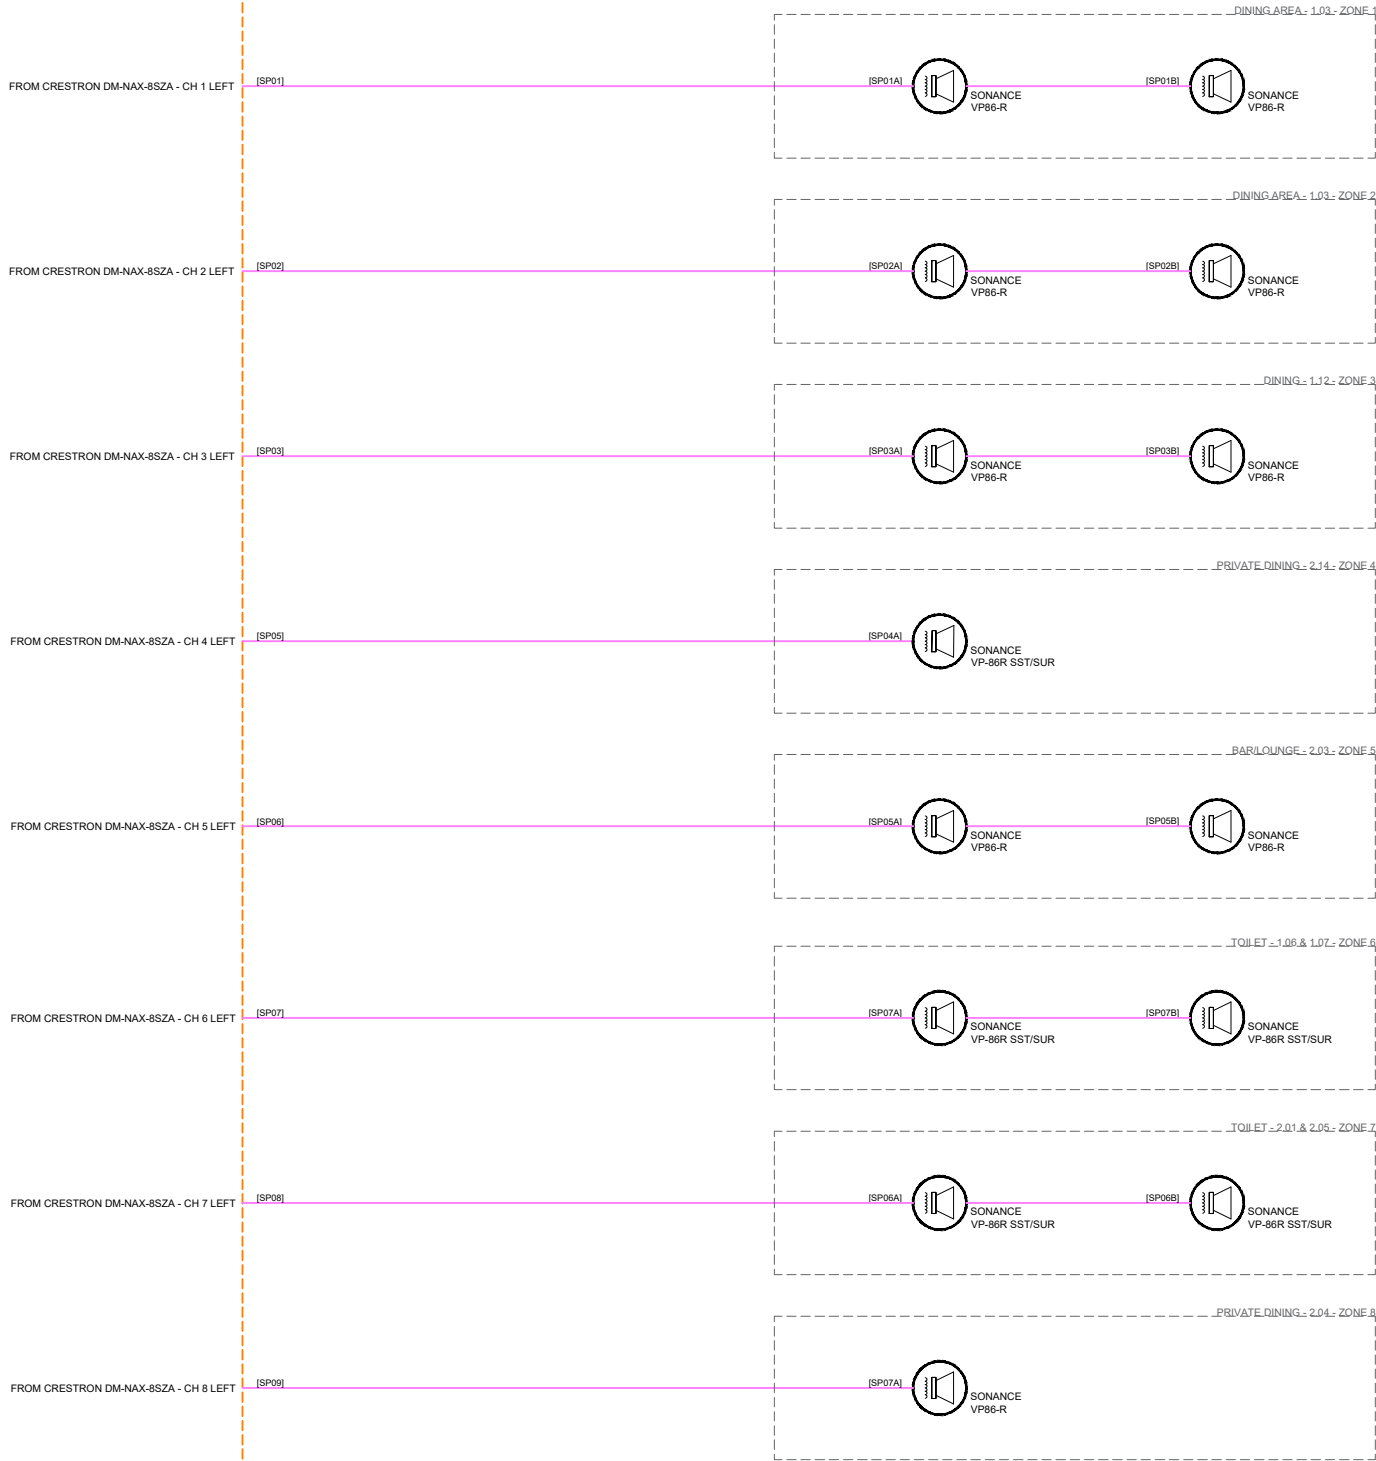 DINING AREA - 1.03 - ZONE 1
FROM CRESTRON DM-NAX-8SZA - CH 1 LEFT
[SP01]
[SP01A]
SONANCE
VP86-R
[SP01B]
SONANCE
VP86-R
DINING AREA - 1.03 - ZONE 2
FROM CRESTRON DM-NAX-8SZA - CH 2 LEFT
[SP02]
[SP02A]
SONANCE
VP86-R
[SP02B]
SONANCE
VP86-R
DINING - 1.12 - ZONE 3
FROM CRESTRON DM-NAX-8SZA - CH 3 LEFT
[SP03]
[SP03A]
SONANCE
VP86-R
[SP03B]
SONANCE
VP86-R
PRIVATE DINING - 2.14 - ZONE 4
FROM CRESTRON DM-NAX-8SZA - CH 4 LEFT
[SP05]
[SP04A]
SONANCE
VP-86R SST/SUR
BAR/LOUNGE - 2.03 - ZONE 5
FROM CRESTRON DM-NAX-8SZA - CH 5 LEFT
[SP06]
[SP05A]
SONANCE
VP86-R
[SP05B]
SONANCE
VP86-R
TOILET - 1.06 & 1.07 - ZONE 6
FROM CRESTRON DM-NAX-8SZA - CH 6 LEFT
[SP07]
[SP07A]
SONANCE
VP-86R SST/SUR
[SP07B]
SONANCE
VP-86R SST/SUR
TOILET - 2.01 & 2.05 - ZONE 7
FROM CRESTRON DM-NAX-8SZA - CH 7 LEFT
[SP08]
[SP06A]
SONANCE
VP-86R SST/SUR
[SP06B]
SONANCE
VP-86R SST/SUR
PRIVATE DINING - 2.04 - ZONE 8
FROM CRESTRON DM-NAX-8SZA - CH 8 LEFT
[SP09]
[SP07A]
SONANCE
VP86-R